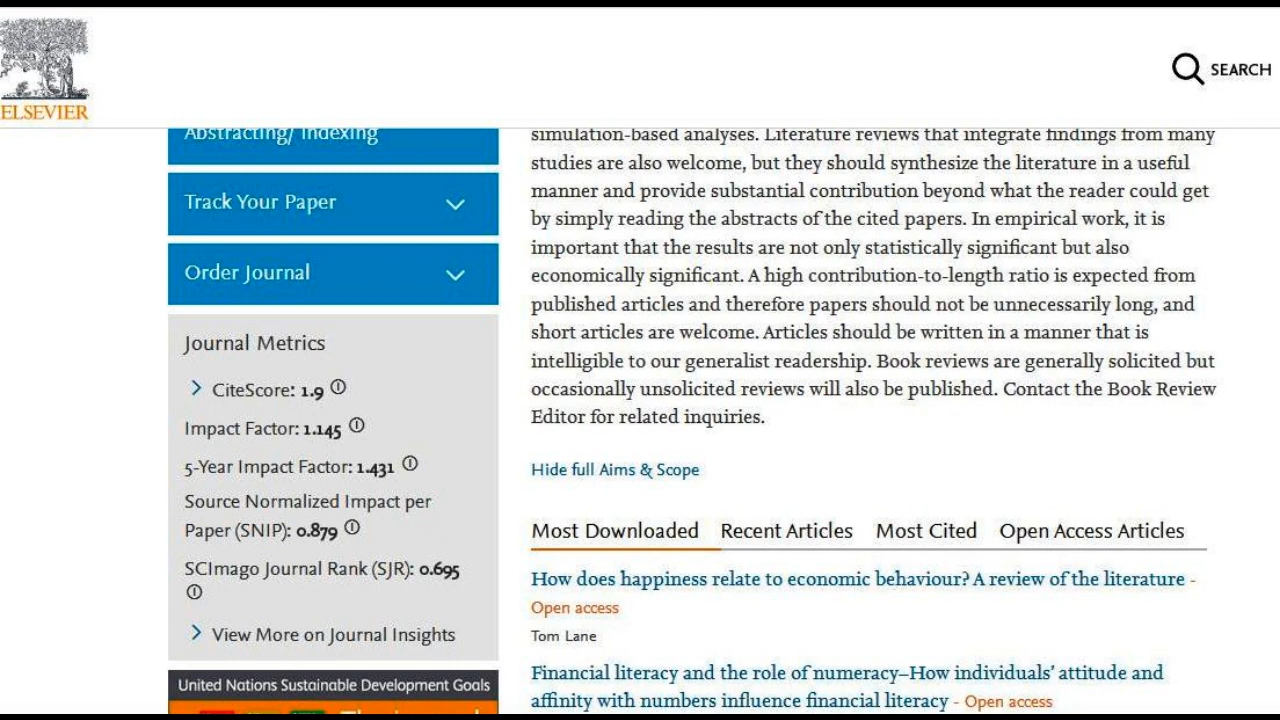 ELSEVIER
SEARCH
Abstracting/ Indexing
Track Your Paper
Order Journal
Journal Metrics
CiteScore: 1.9
Impact Factor: 1.145
5-Year Impact Factor: 1.431
Source Normalized Impact per
Paper (SNIP): 0.879
SCImago Journal Rank (SJR): 0.695
View More on Journal Insights
United Nations Sustainable Development Goals
simulation-based analyses. Literature reviews that integrate findings from many
studies are also welcome, but they should synthesize the literature in a useful
manner and provide substantial contribution beyond what the reader could get
by simply reading the abstracts of the cited papers. In empirical work, it is
important that the results are not only statistically significant but also
economically significant. A high contribution-to-length ratio is expected from
published articles and therefore papers should not be unnecessarily long, and
short articles are welcome. Articles should be written in a manner that is
intelligible to our generalist readership. Book reviews are generally solicited but
occasionally unsolicited reviews will also be published. Contact the Book Review
Editor for related inquiries.
Hide full Aims & Scope
Most Downloaded Recent Articles Most Cited Open Access Articles
How does happiness relate to economic behaviour? A review of the literature -
Open access
Tom Lane
Financial literacy and the role of numeracy–How individuals' attitude and
affinity with numbers influence financial literacy - Open access